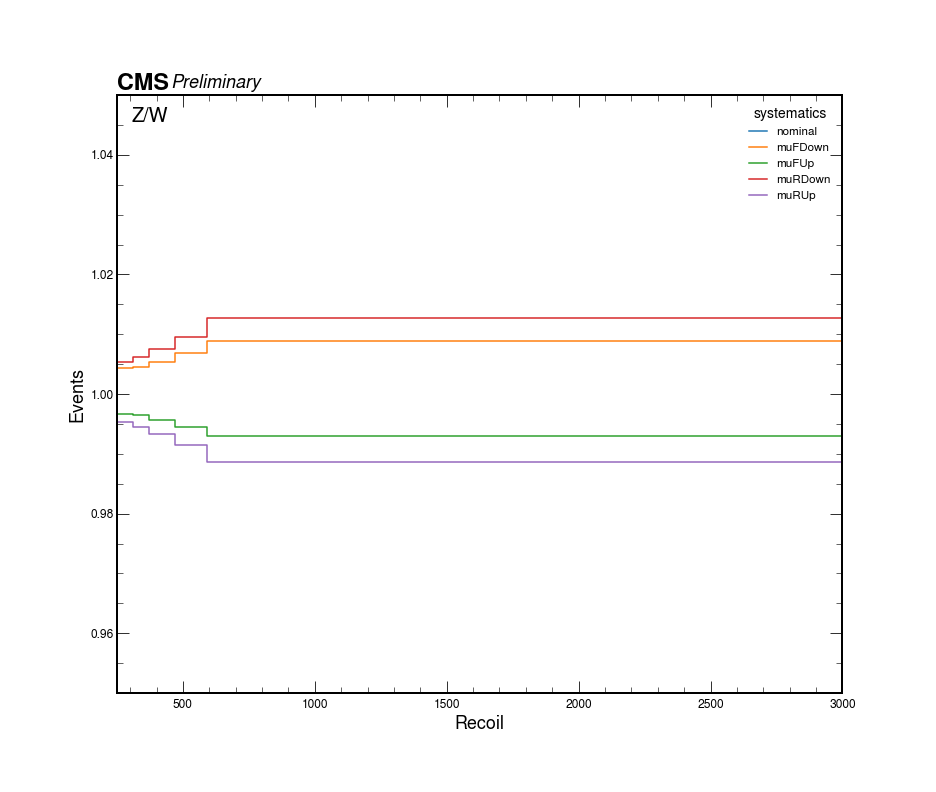 CMS Preliminary
Z/W
systematics
nominal
muFDown
muFUp
muRDown
muRUp
1.04
1.02
1.00
0.98
0.96
Events
500 1000 1500 2000 2500 3000
Recoil